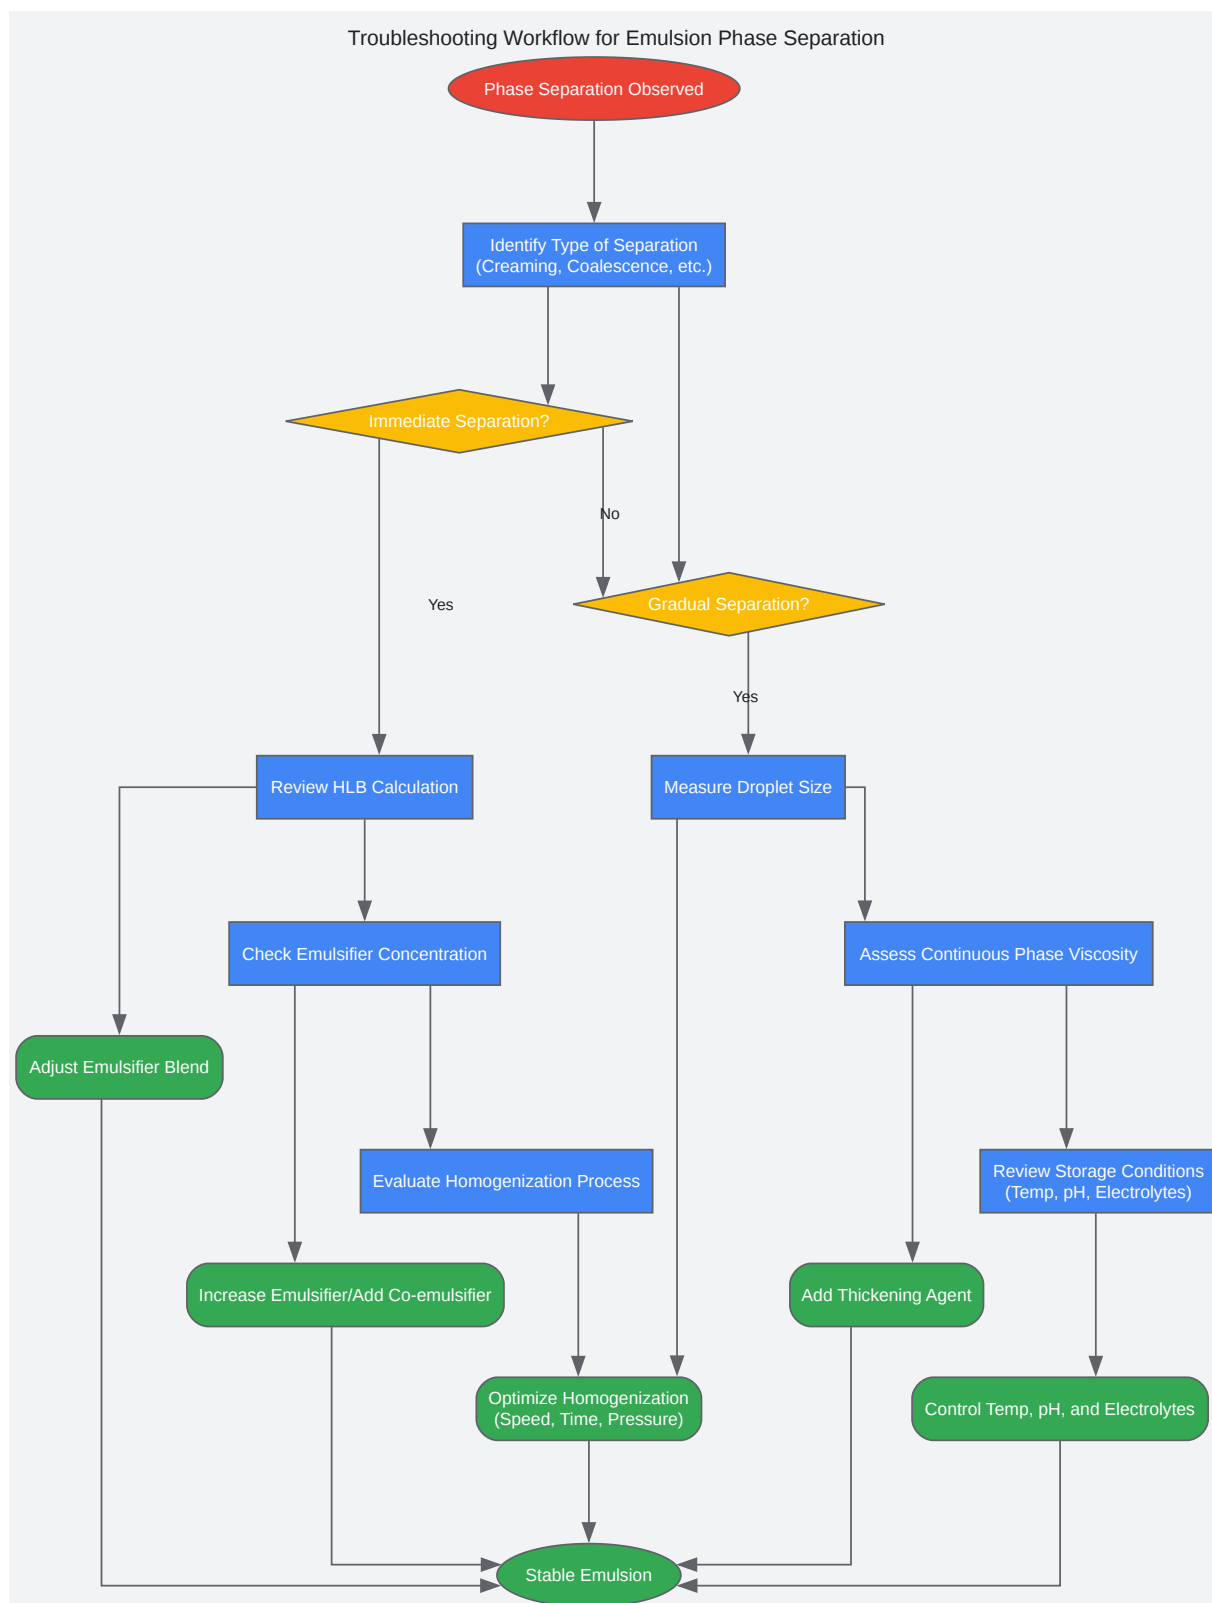 Troubleshooting Workflow for Emulsion Phase Separation
Phase Separation Observed
Identify Type of Separation
(Creaming, Coalescence, etc.)
Immediate Separation?
No
Yes
Gradual Separation?
Yes
Review HLB Calculation
Measure Droplet Size
Check Emulsifier Concentration
Assess Continuous Phase Viscosity
Adjust Emulsifier Blend
Evaluate Homogenization Process
Review Storage Conditions
(Temp, pH, Electrolytes)
Increase Emulsifier/Add Co-emulsifier
Add Thickening Agent
Optimize Homogenization
(Speed, Time, Pressure)
Control Temp, pH, and Electrolytes
Stable Emulsion